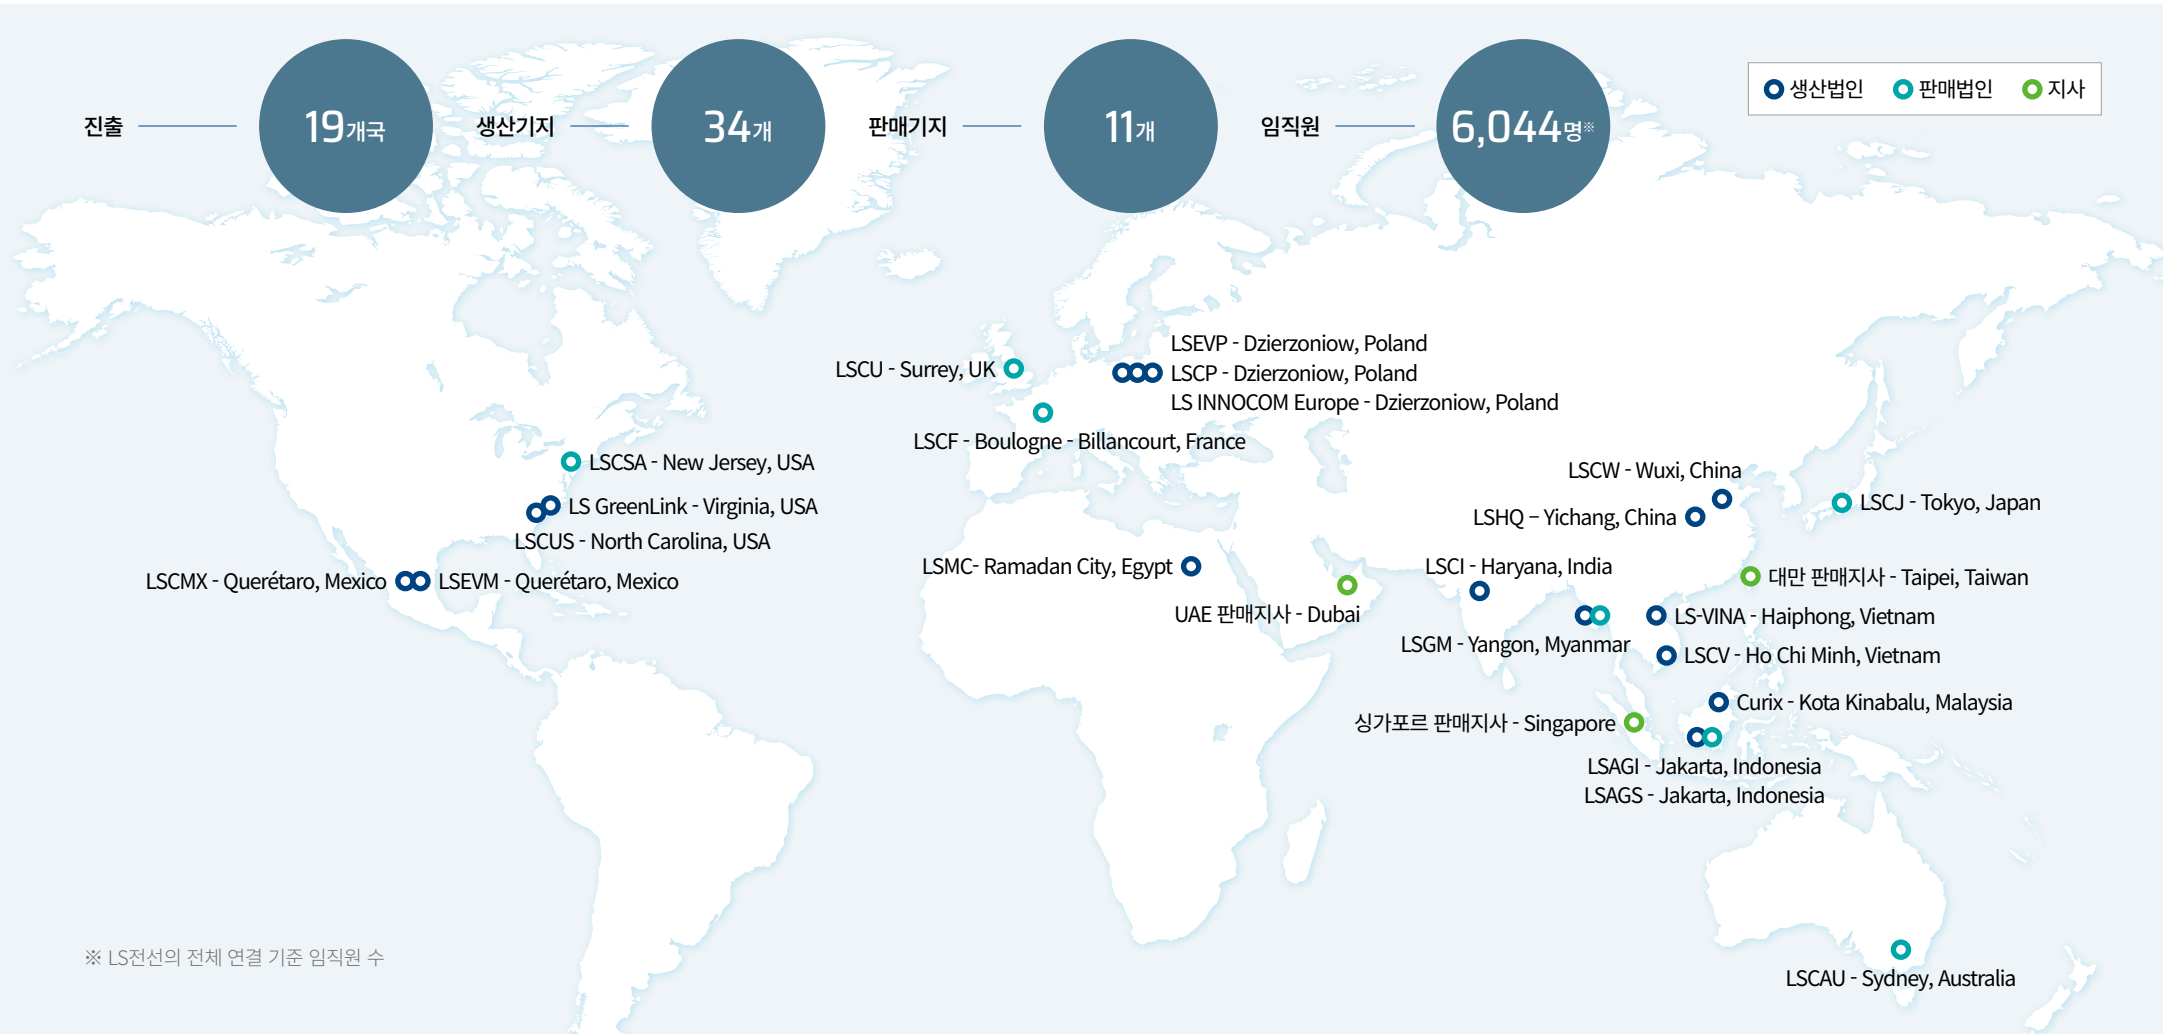 진출
19개국
생산기지
34개
판매기지
11개
임직원
6,044명※
생산법인
판매법인
지사
LSEVP - Dzierzoniow, Poland
LSCU - Surrey, UK
LSCP - Dzierzoniow, Poland
LS INNOCOM Europe - Dzierzoniow, Poland
LSCF - Boulogne - Billancourt, France
LSCSA - New Jersey, USA
LS GreenLink - Virginia, USA
LSCUS - North Carolina, USA
LSCMX - Querétaro, Mexico
LSEVM - Querétaro, Mexico
LSCW - Wuxi, China
LSHQ – Yichang, China
LSCJ - Tokyo, Japan
LSMC- Ramadan City, Egypt
LSCI - Haryana, India
UAE 판매지사 - Dubai
대만 판매지사 - Taipei, Taiwan
LS-VINA - Haiphong, Vietnam
LSGM - Yangon, Myanmar
LSCV - Ho Chi Minh, Vietnam
Curix - Kota Kinabalu, Malaysia
싱가포르 판매지사 - Singapore
LSAGI - Jakarta, Indonesia
LSAGS - Jakarta, Indonesia
LSCAU - Sydney, Australia
※ LS전선의 전체 연결 기준 임직원 수